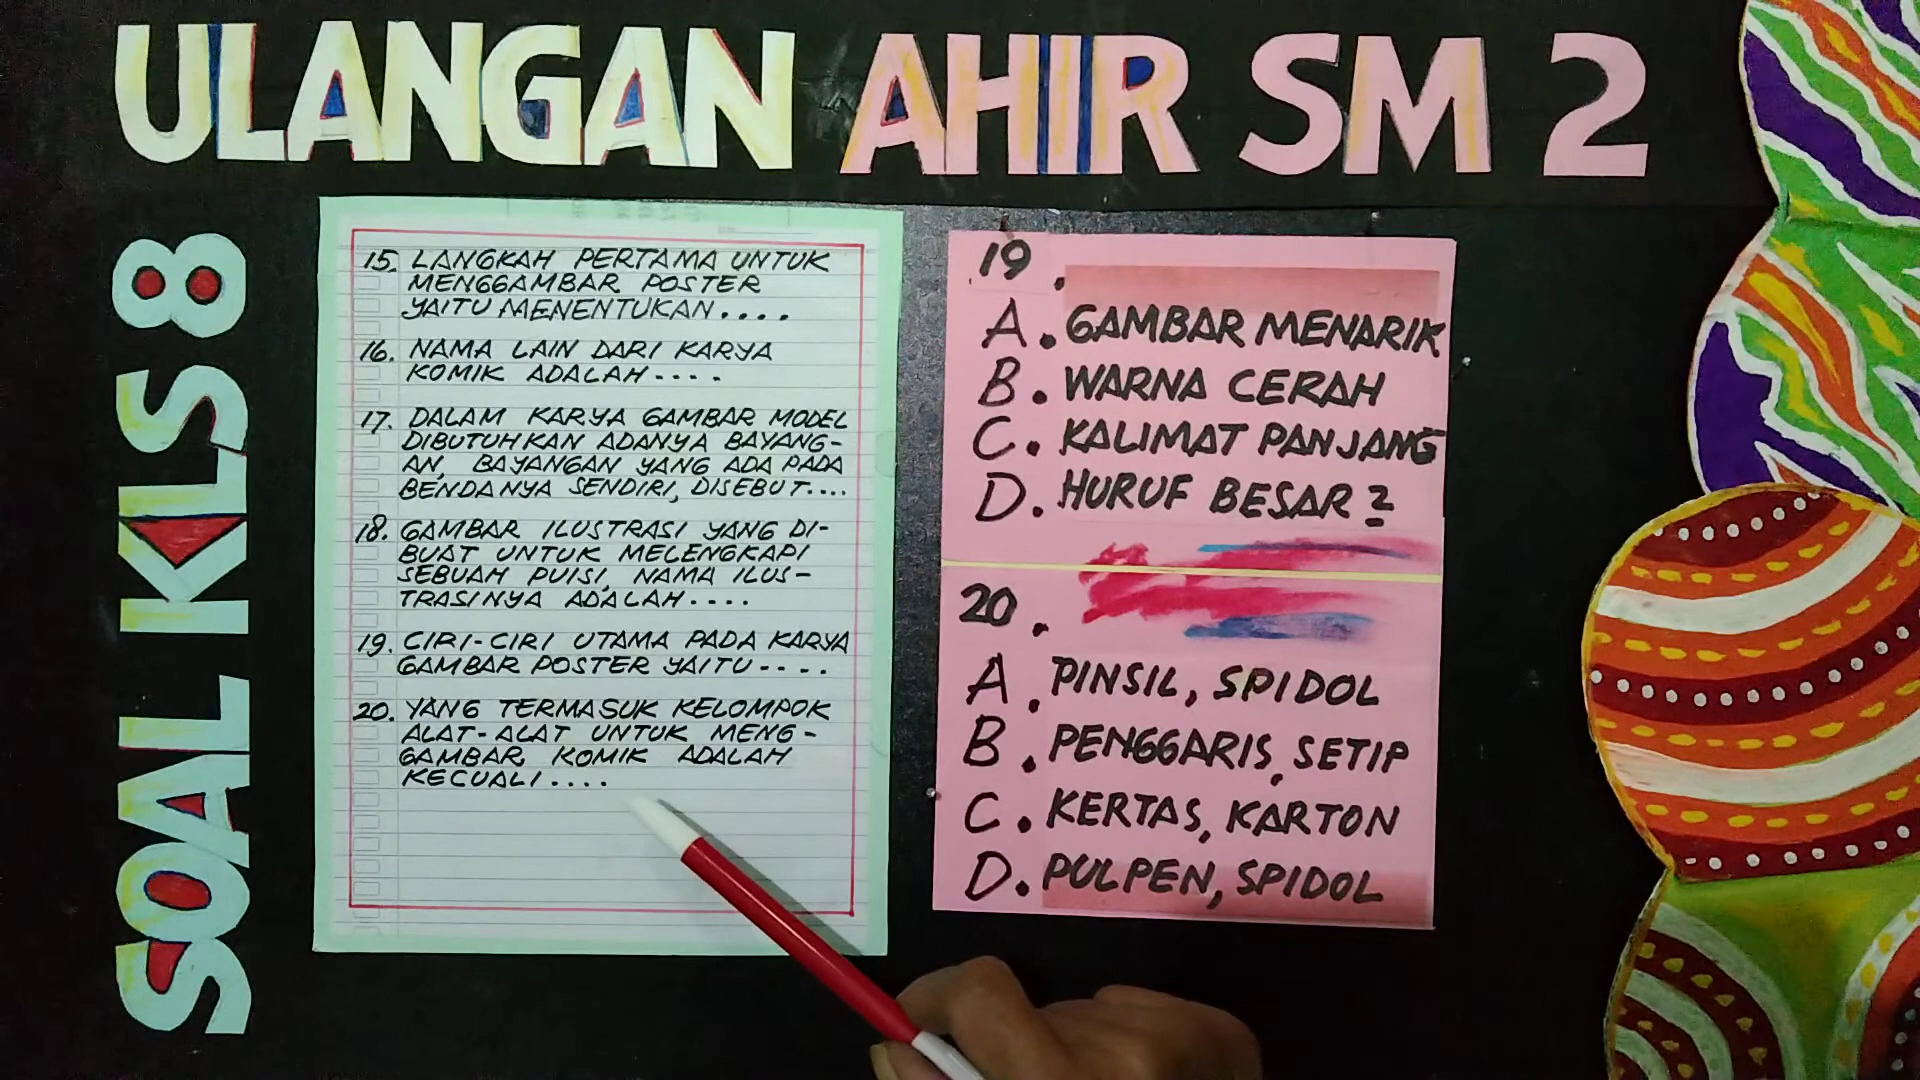 ULANGAN AHIR SM 2
SOAL KLS 8
15. LANGKAH PERTAMA UNTUK
MENGGAMBAR POSTER
YAITU MENENTUKAN....
16. NAMA LAIN DARI KARYA
KOMIK ADALAH....
17. DALAM KARYA GAMBAR MODEL
DIBUTUHKAN ADANYA BAYANG-
AN, BAYANGAN YANG ADA PADA
BENDANYA SENDIRI, DISEBUT....
18. GAMBAR ILUSTRASI YANG DI-
BUAT UNTUK MELENGKAPI
SEBUAH PUISI, NAMA ILUS-
TRASINYA ADALAH....
19. CIRI-CIRI UTAMA PADA KARYA
GAMBAR POSTER YAITU....
20. YANG TERMASUK KELOMPOK
ALAT-ALAT UNTUK MENG-
GAMBAR KOMIK ADALAH
KECUALI....
19.
A. GAMBAR MENARIK
B. WARNA CERAH
C. KALIMAT PANJANG
D. HURUF BESAR 2
20.
A. PINSIL, SPIDOL
B. PENGGARIS, SETIP
C. KERTAS, KARTON
D. PULPEN, SPIDOL